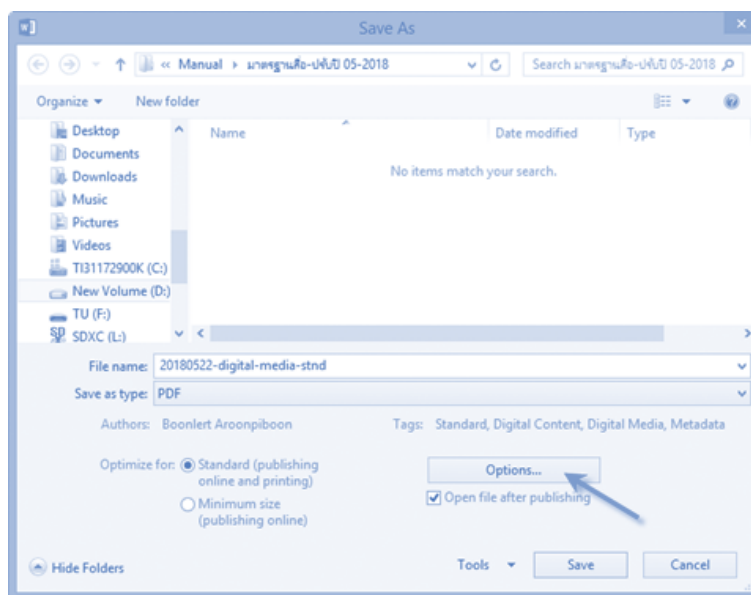 Save As
« Manual ▸ มาตรฐานสื่อ-ปรับปี 05-2018
Search มาตรฐานสื่อ-ปรับปี 05-2018
Organize
New folder
Name
Date modified
Type
No items match your search.
Desktop
Documents
Downloads
Music
Pictures
Videos
TI31172900K (C:)
New Volume (D:)
TU (F:)
SDXC (L:)
File name: 20180522-digital-media-stnd
Save as type: PDF
Authors: Boonlert Aroonpiboon
Tags: Standard, Digital Content, Digital Media, Metadata
Optimize for: Standard (publishing
online and printing)
Minimum size
(publishing online)
Options...
Open file after publishing
Hide Folders
Tools
Save
Cancel